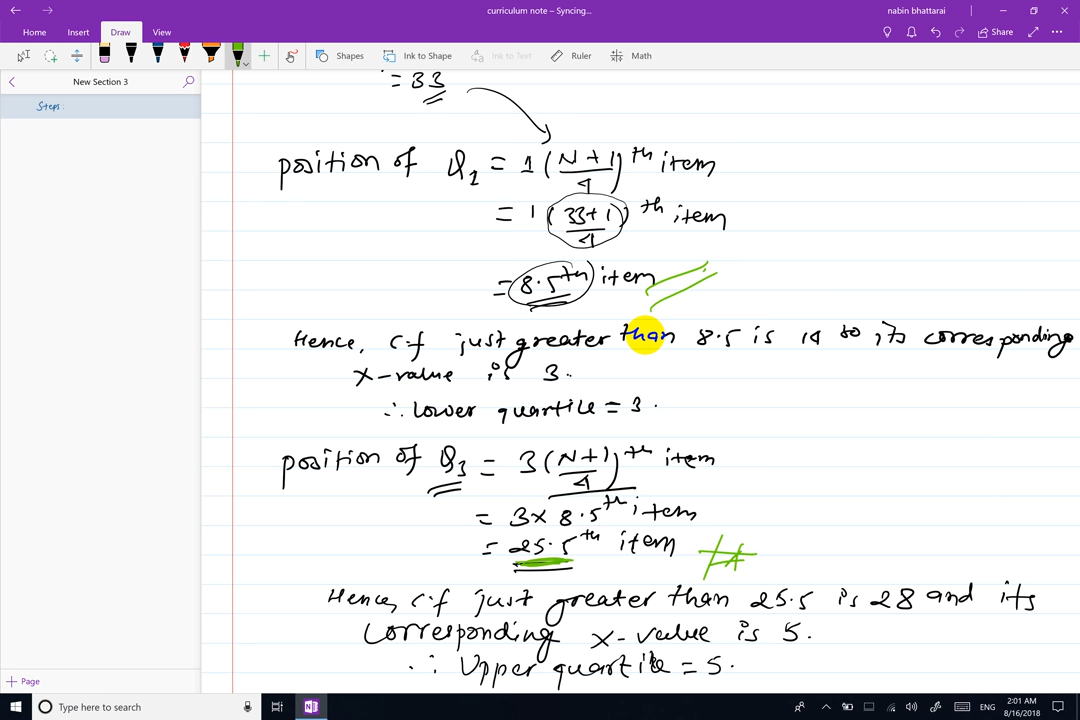 curriculum note – Syncing...
nabin bhattarai
Home Insert Draw View
Share
Shapes Ink to Shape Ink to Text Ruler Math
New Section 3
Steps:
= 33
position of Q1 = 1 (N+1/4)th item
= 1 (33+1/4)th item
= 8.5th item
Hence, c.f just greater than 8.5 is 14 so its corresponding
x-value is 3.
∴ lower quartile = 3.
position of Q3 = 3 (N+1/4)th item
= 3x 8.5th item
= 25.5th item
Hence, c.f just greater than 25.5 is 28 and its
corresponding x-value is 5.
∴ Upper quartile = 5.
+ Page
Type here to search
ENG
2:01 AM
8/16/2018